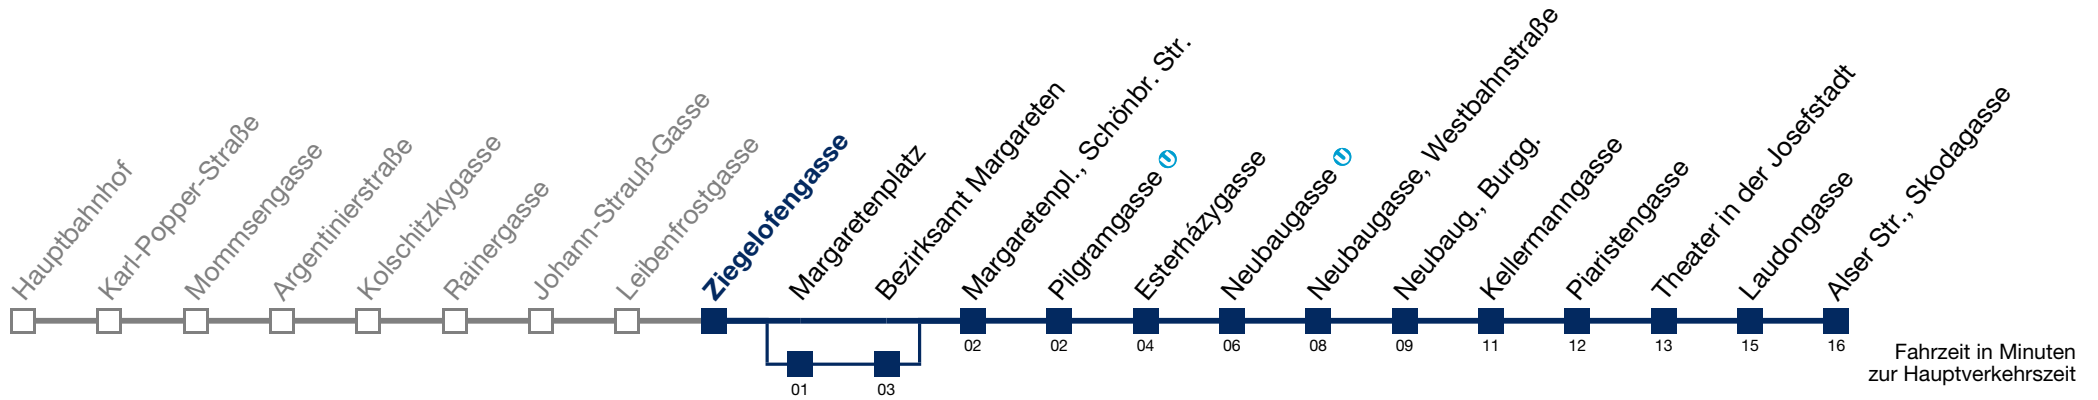 Hauptbahnhof
Karl-Popper-Straße
Mommsengasse
Argentinierstraße
Kolschitzkygasse
Rainergasse
Johann-Strauß-Gasse
Leibenfrostgasse
Ziegelofengasse
Margaretenplatz
Bezirksamt Margareten
Margaretenpl., Schönbr. Str.
Pilgramgasse U
Esterházygasse
Neubaugasse U
Neubaugasse, Westbahnstraße
Neubaug., Burgg.
Kellermanngasse
Piaristengasse
Theater in der Josefstadt
Laudongasse
Alser Str., Skodagasse
02 02 04 06 08 09 11 12 13 15 16
01 03
Fahrzeit in Minuten
zur Hauptverkehrszeit